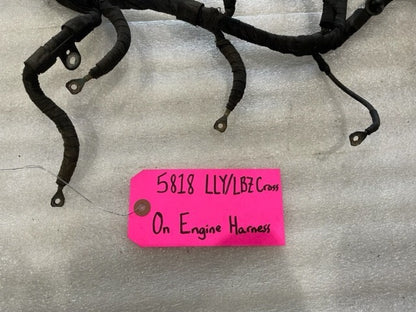 5818 LLY/LBZ Cross
On Engine Harness